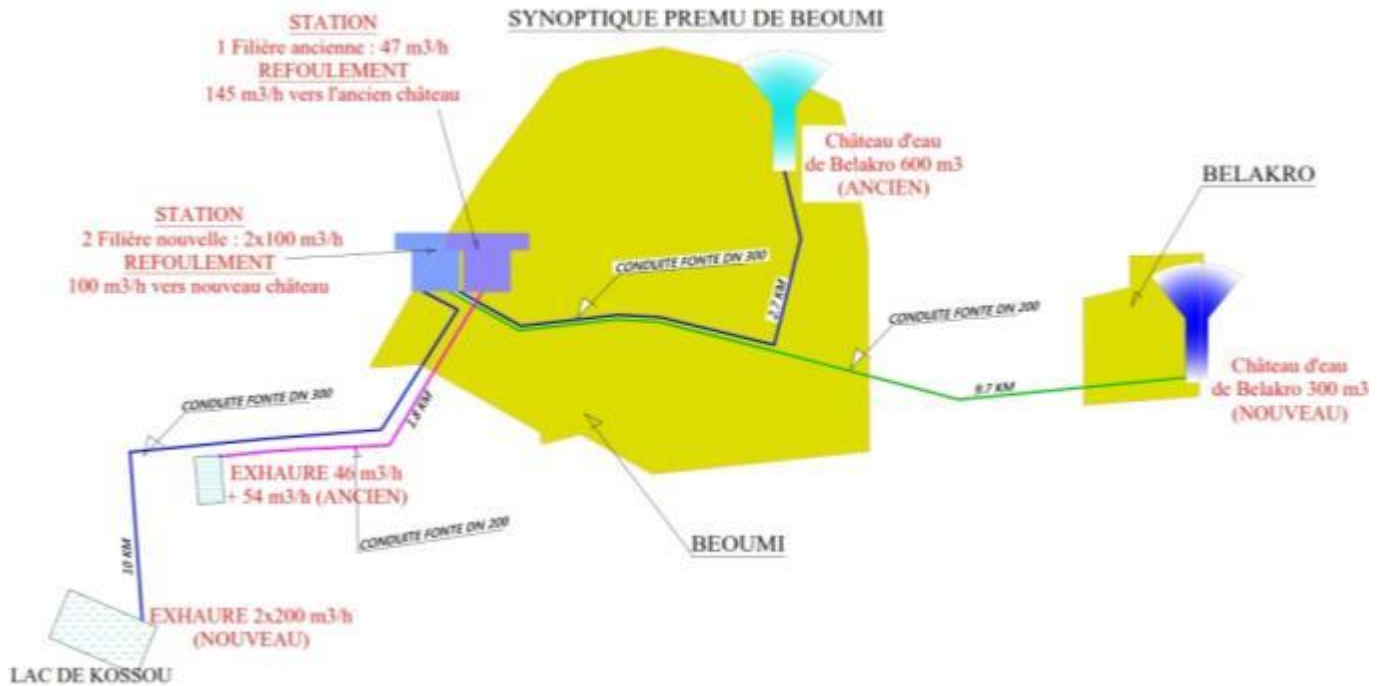 SYNOPTIQUE PREMU DE BEOUMI
STATION
1 Filière ancienne : 47 m3/h
REFOULEMENT
145 m3/h vers l'ancien château
STATION
2 Filière nouvelle : 2x100 m3/h
REFOULEMENT
100 m3/h vers nouveau château
Château d'eau
de Belakro 600 m3
(ANCIEN)
BELAKRO
CONDUITE FONTE DN 300
2.7 KM
CONDUITE FONTE DN 200
9.7 KM
Château d'eau
de Belakro 300 m3
(NOUVEAU)
CONDUITE FONTE DN 300
1.8 KM
EXHAURE 46 m3/h
+ 54 m3/h (ANCIEN)
CONDUITE FONTE DN 200
BEOUMI
10 KM
EXHAURE 2x200 m3/h
(NOUVEAU)
LAC DE KOSSOU